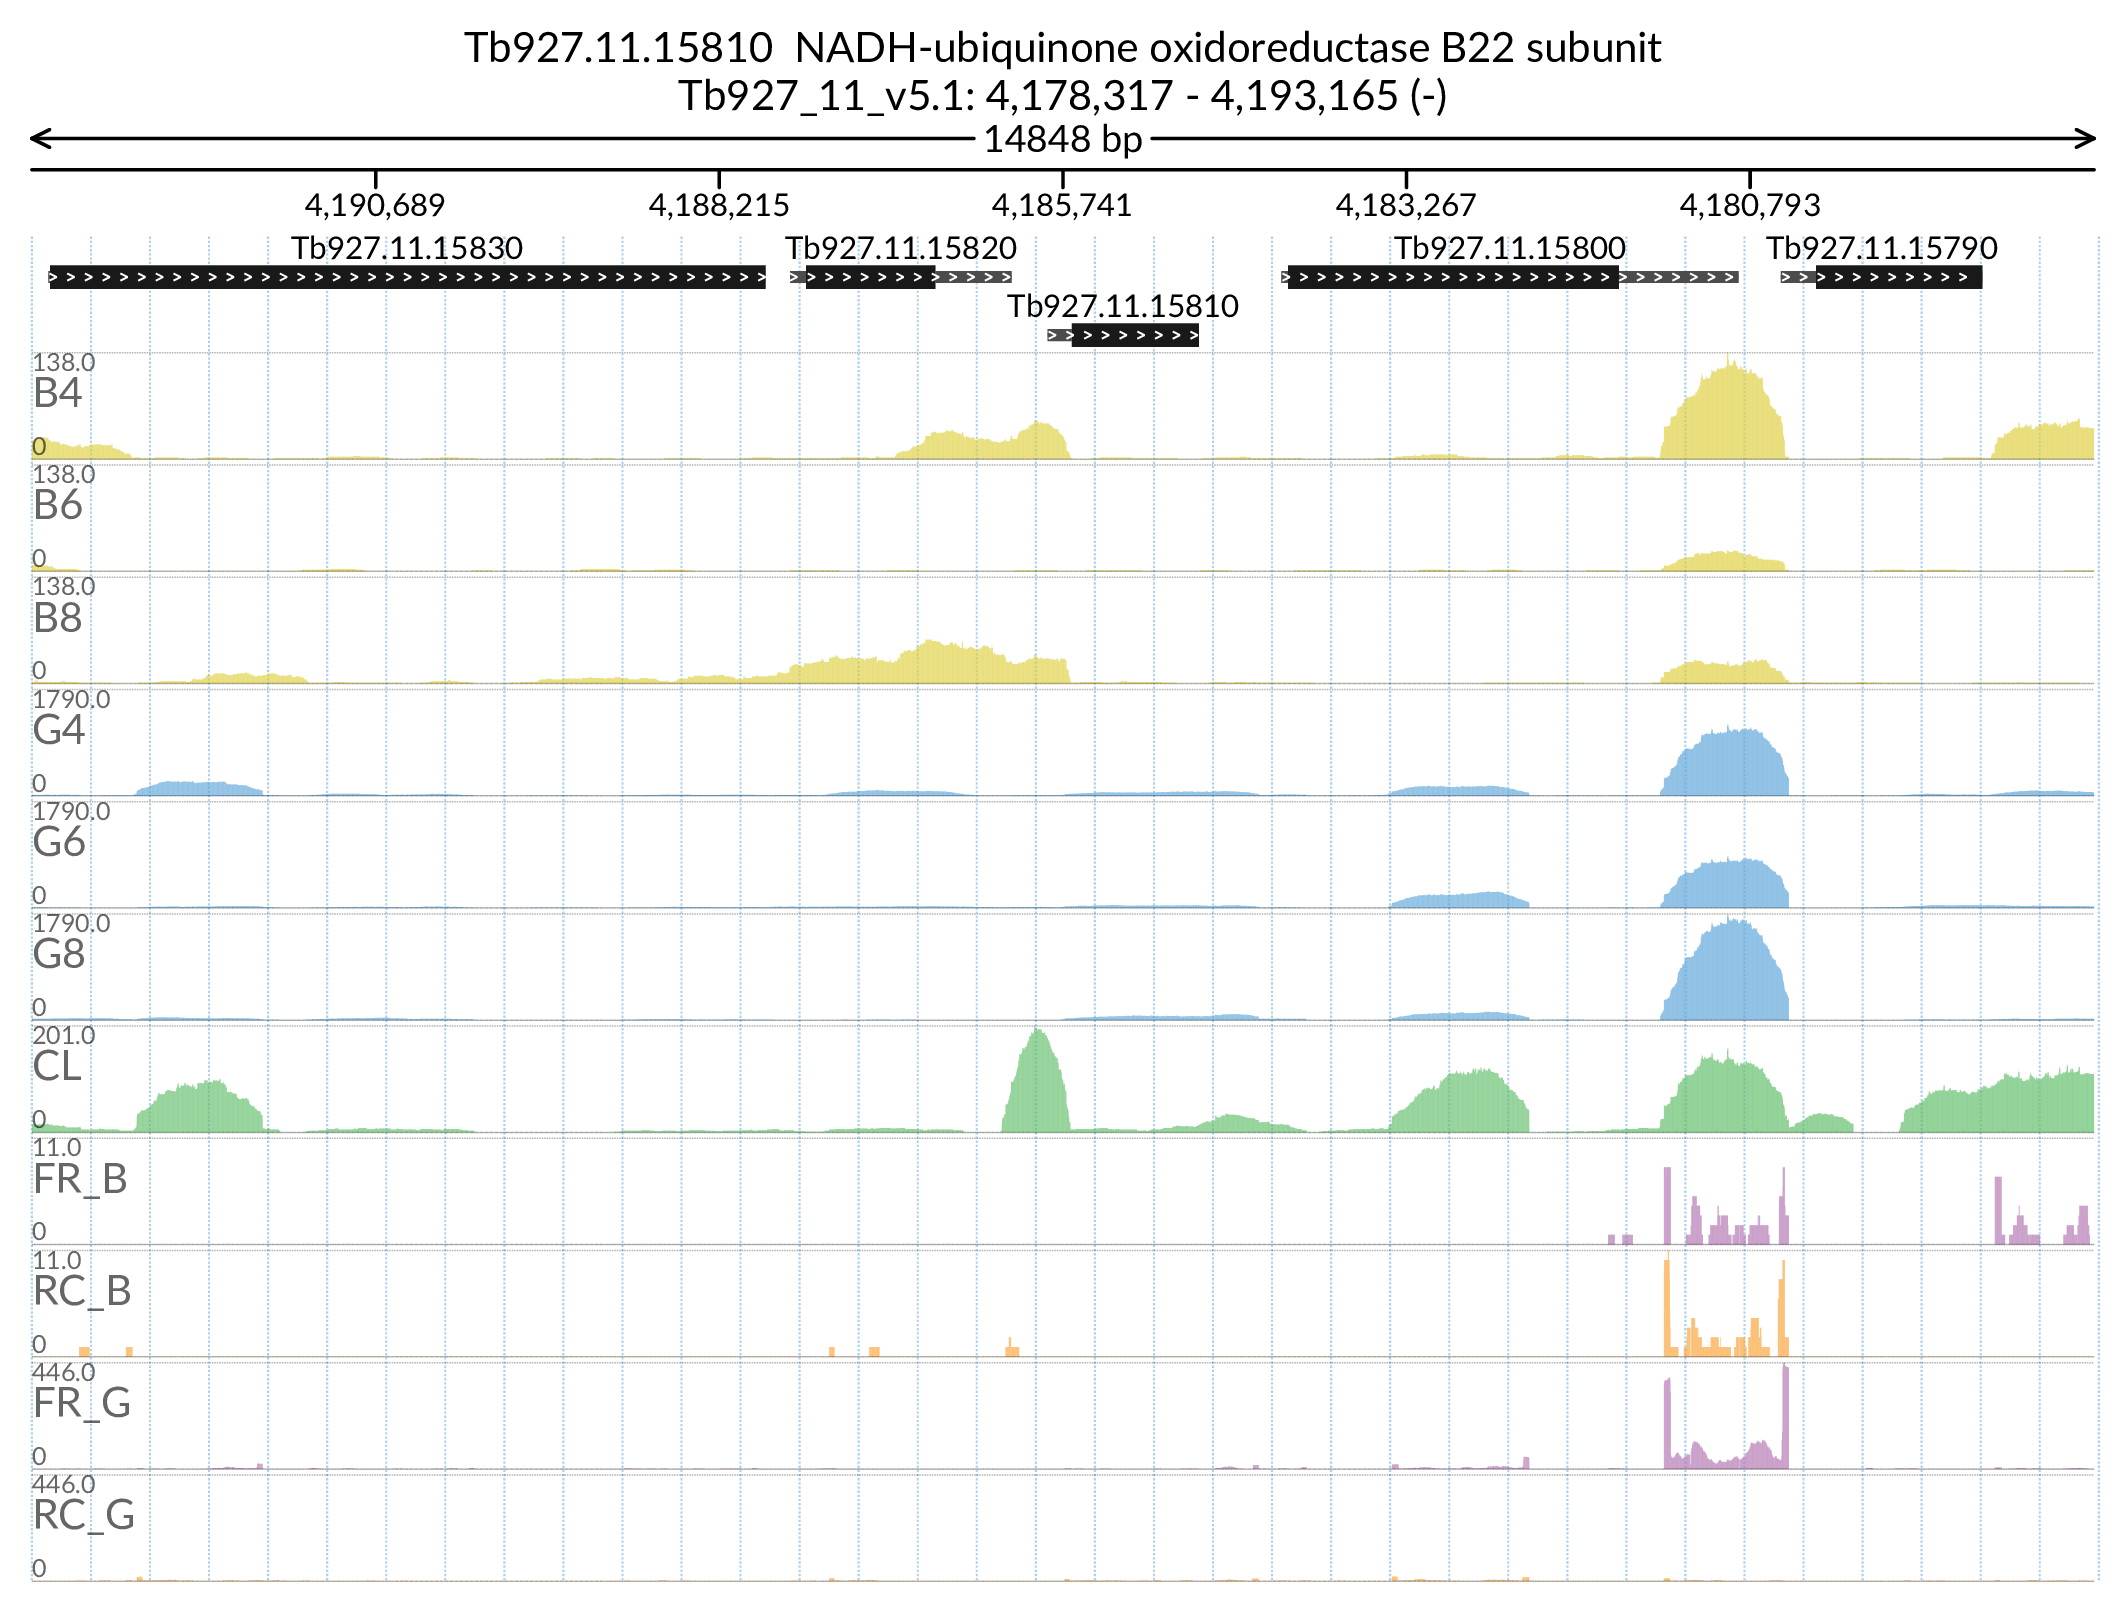 Tb927.11.15810  NADH-ubiquinone oxidoreductase B22 subunit
Tb927_11_v5.1: 4,178,317 - 4,193,165 (-)
14848 bp
4,190,689 4,188,215 4,185,741 4,183,267 4,180,793
Tb927.11.15830 Tb927.11.15820 Tb927.11.15800 Tb927.11.15790
Tb927.11.15810
138.0
B4
0
138.0
B6
0
138.0
B8
0
1790.0
G4
0
1790.0
G6
0
1790.0
G8
0
201.0
CL
0
11.0
FR_B
0
11.0
RC_B
0
446.0
FR_G
0
446.0
RC_G
0